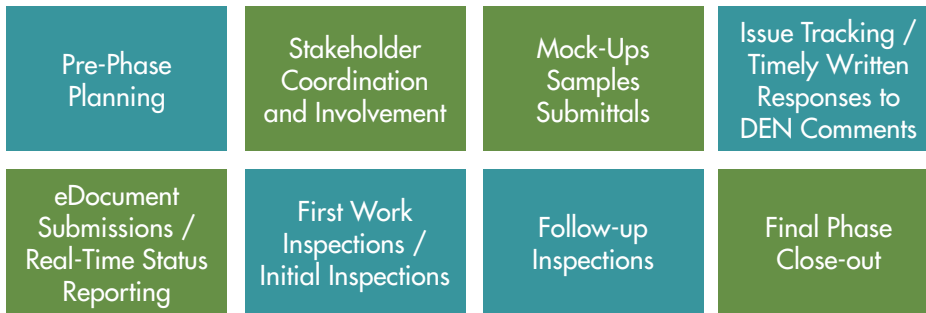 Pre-Phase
Planning
Stakeholder
Coordination
and Involvement
Mock-Ups
Samples
Submittals
Issue Tracking /
Timely Written
Responses to
DEN Comments
eDocument
Submissions /
Real-Time Status
Reporting
First Work
Inspections /
Initial Inspections
Follow-up
Inspections
Final Phase
Close-out